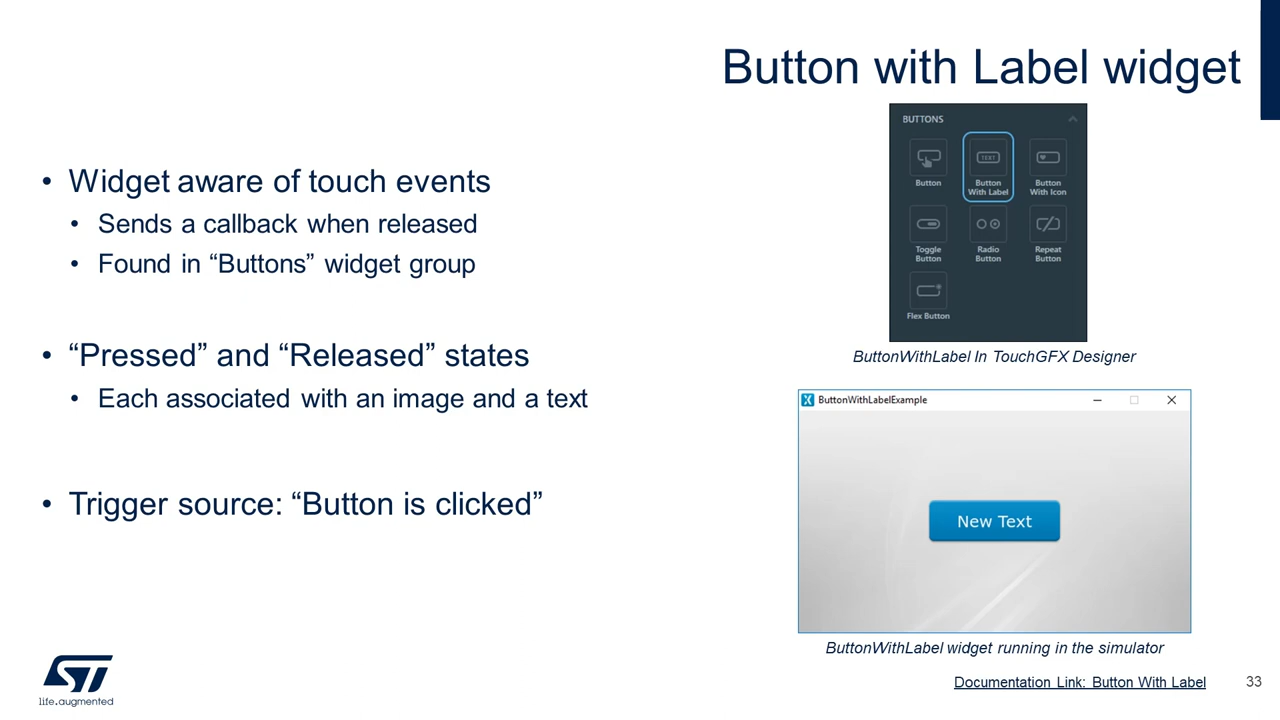 Button with Label widget
• Widget aware of touch events
• Sends a callback when released
• Found in “Buttons” widget group
• “Pressed” and “Released” states
• Each associated with an image and a text
• Trigger source: “Button is clicked”
BUTTONS
Button
TEXT
Button
With Label
Button
With Icon
Toggle
Button
Radio
Button
Repeat
Button
Flex Button
ButtonWithLabel In TouchGFX Designer
X ButtonWithLabelExample
New Text
ButtonWithLabel widget running in the simulator
Documentation Link: Button With Label
33
ST
life.augmented